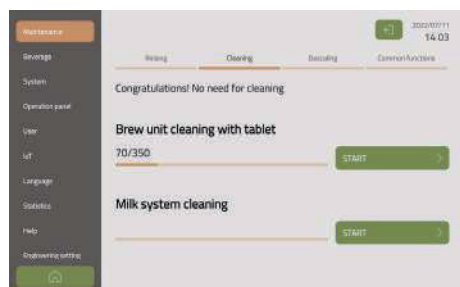 Maintenance
2022/07/11
14 03
Beverage
Rinsing
Cleaning
Descaling
Common functions
System
Congratulations! No need for cleaning
Operation panel
User
Brew unit cleaning with tablet
70/350
IoT
START
Language
Statistics
Milk system cleaning
Help
START
Engineering setting